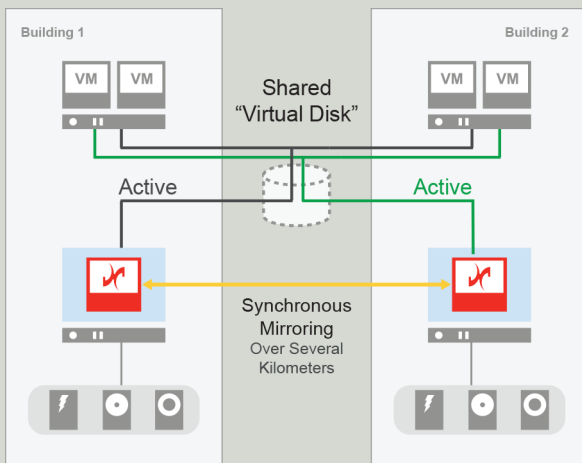 Building 1
Building 2
VM
VM
VM
VM
Shared
“Virtual Disk”
Active
Active
Synchronous
Mirroring
Over Several
Kilometers